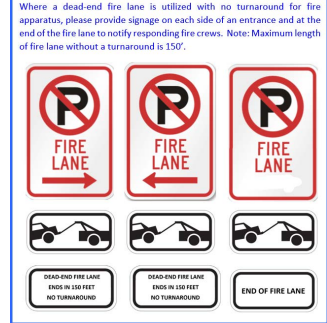 Where a dead-end fire lane is utilized with no turnaround for fire
apparatus, please provide signage on each side of an entrance and at the
end of the fire lane to notify responding fire crews. Note: Maximum length
of fire lane without a turnaround is 150'.
P
FIRE
LANE
P
FIRE
LANE
P
FIRE
LANE
DEAD-END FIRE LANE
ENDS IN 150 FEET
NO TURNAROUND
DEAD-END FIRE LANE
ENDS IN 150 FEET
NO TURNAROUND
END OF FIRE LANE